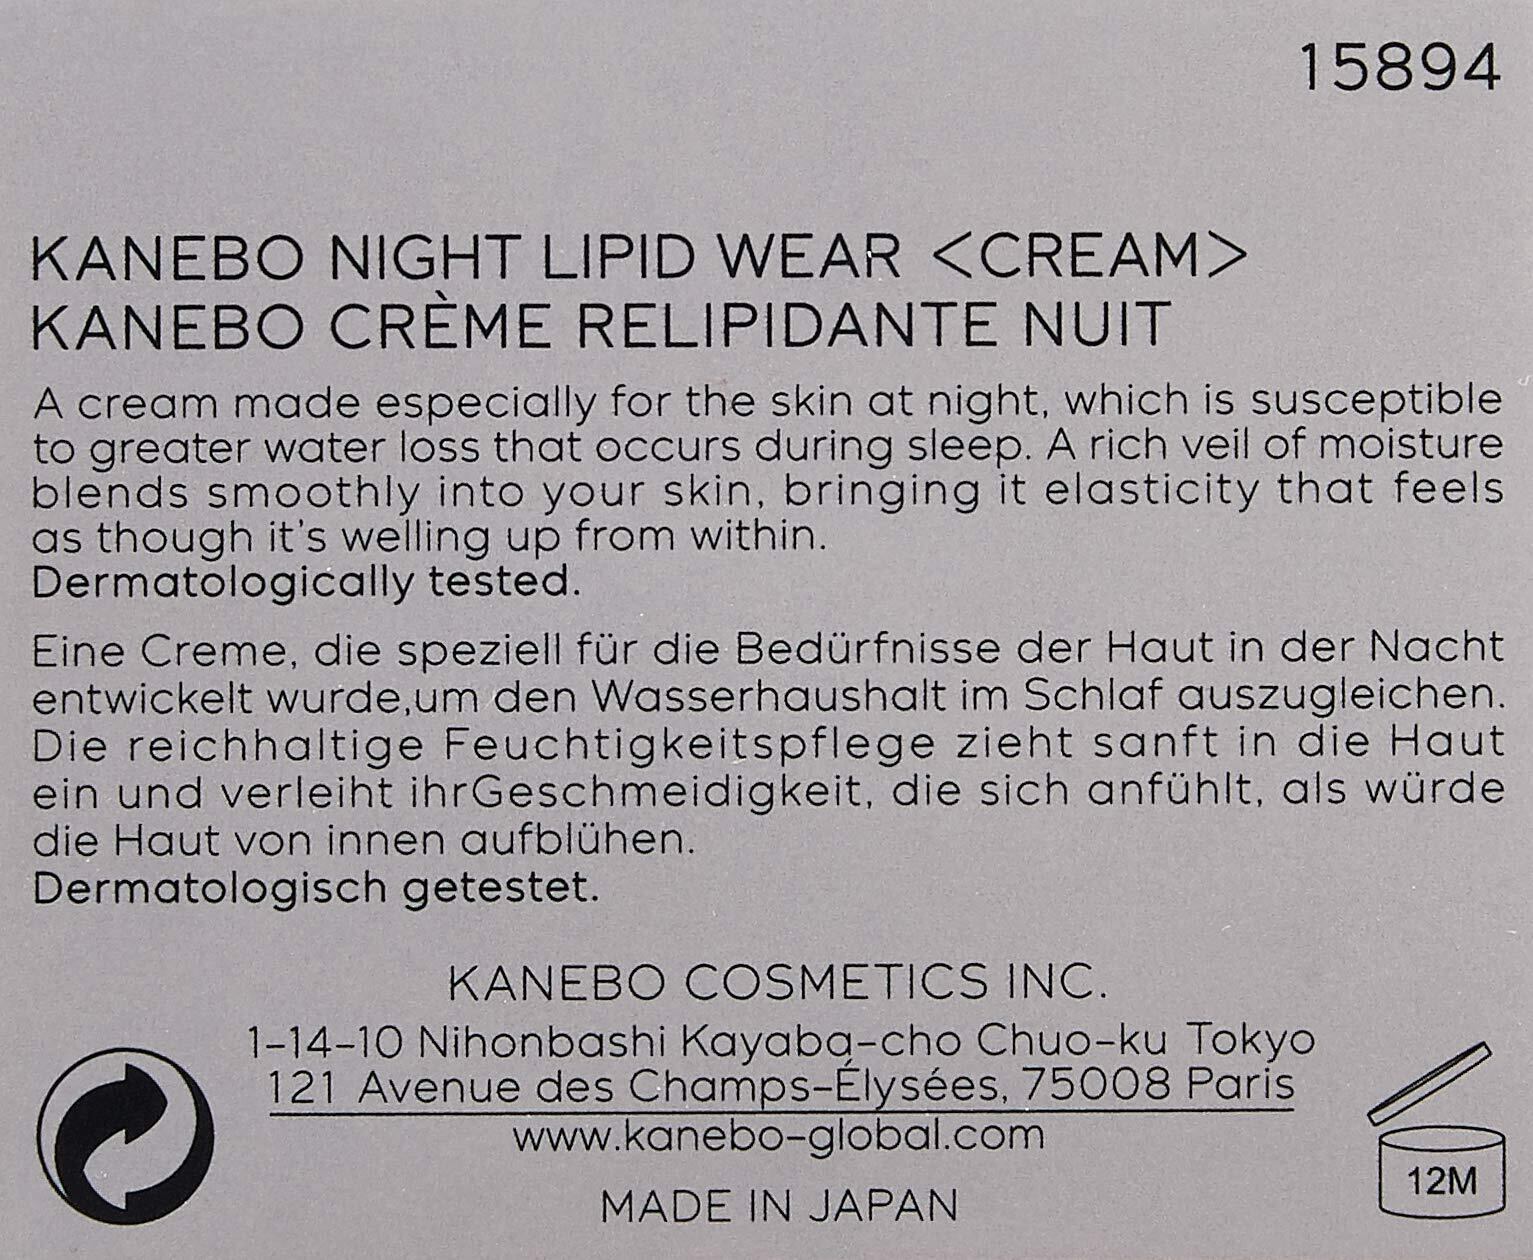 15894
KANEBO NIGHT LIPID WEAR <CREAM>
KANEBO CRÈME RELIPIDANTE NUIT
A cream made especially for the skin at night, which is susceptible
to greater water loss that occurs during sleep. A rich veil of moisture
blends smoothly into your skin, bringing it elasticity that feels
as though it's welling up from within.
Dermatologically tested.
Eine Creme, die speziell für die Bedürfnisse der Haut in der Nacht
entwickelt wurde,um den Wasserhaushalt im Schlaf auszugleichen.
Die reichhaltige Feuchtigkeitspflege zieht sanft in die Haut
ein und verleiht ihrGeschmeidigkeit, die sich anfühlt, als würde
die Haut von innen aufblühen.
Dermatologisch getestet.
KANEBO COSMETICS INC.
1-14-10 Nihonbashi Kayaba-cho Chuo-ku Tokyo
121 Avenue des Champs-Élysées, 75008 Paris
www.kanebo-global.com
MADE IN JAPAN
12M